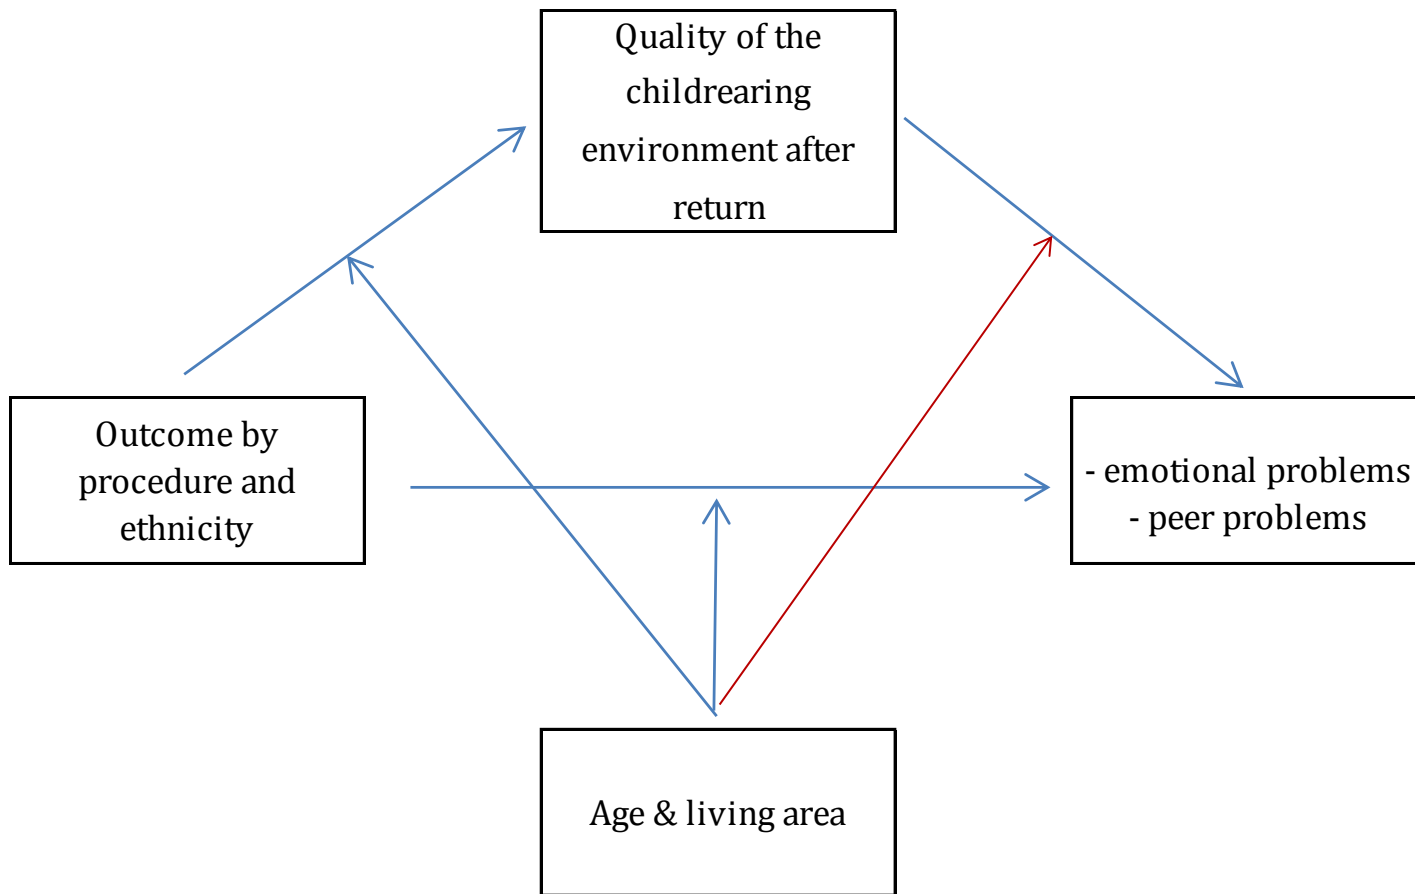 Quality of the
childrearing
environment after
return
Outcome by
procedure and
ethnicity
- emotional problems
- peer problems
Age & living area